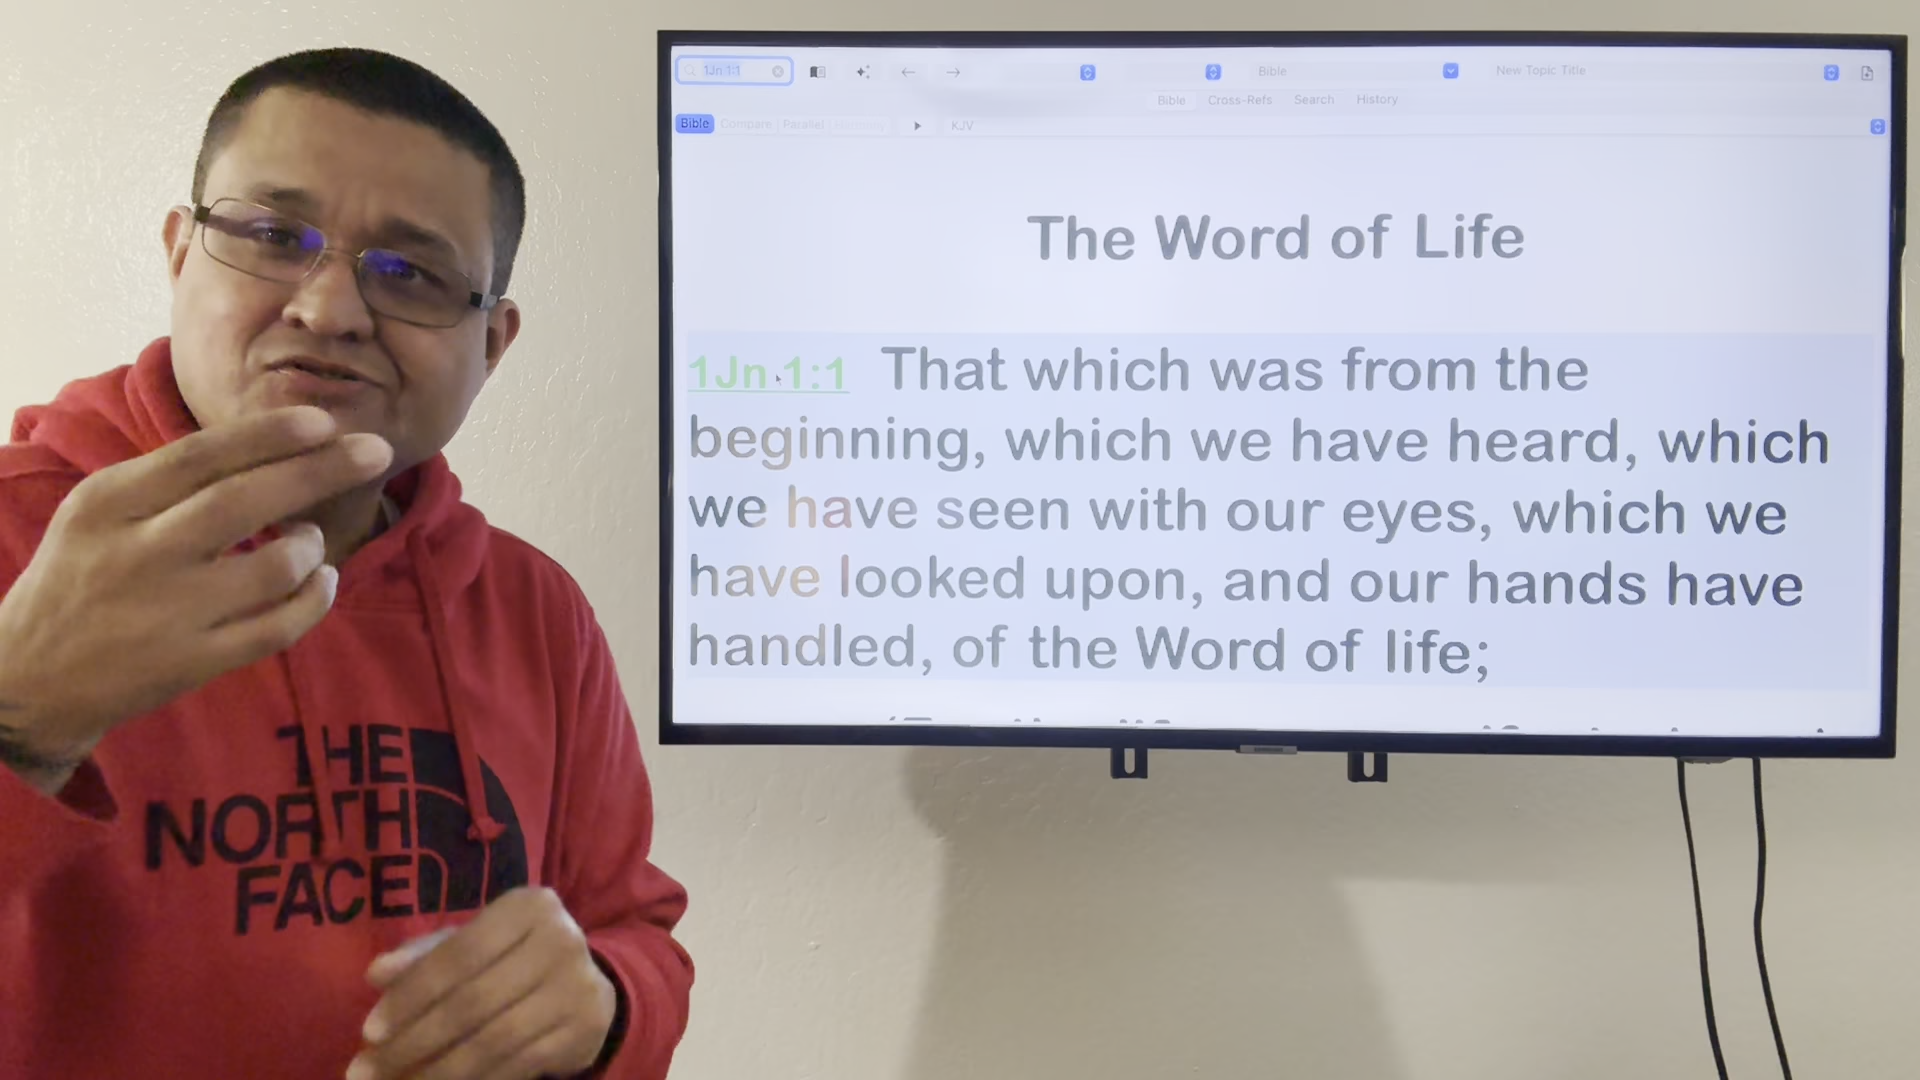 1Jn 1:1
Bible
New Topic Title
Bible Cross-Refs Search History
Bible Compare Parallel Harmony
KJV
The Word of Life
1Jn 1:1 That which was from the
beginning, which we have heard, which
we have seen with our eyes, which we
have looked upon, and our hands have
handled, of the Word of life;
THE
NORTH
FACE